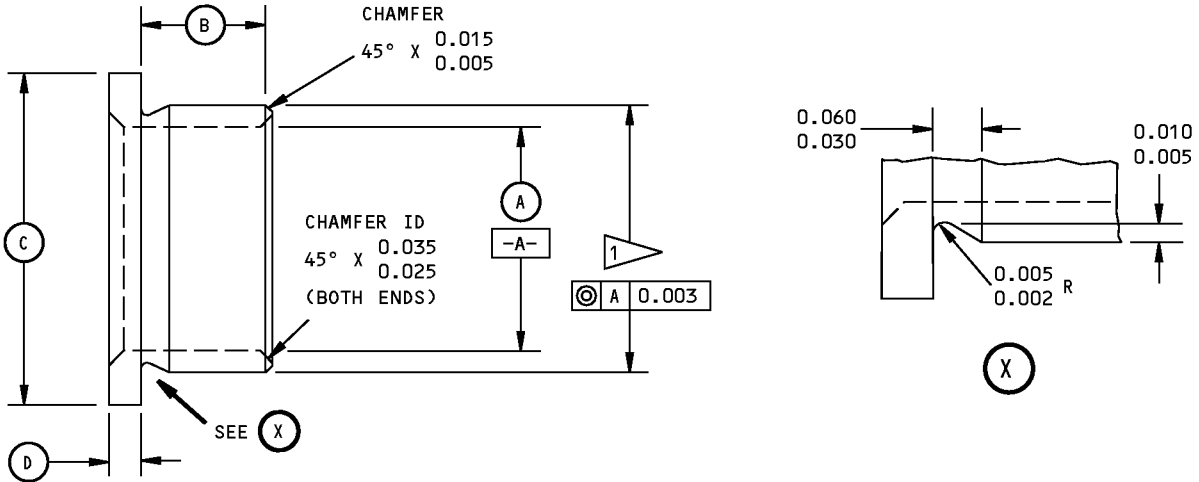 B
CHAMFER
45° X 0.015
0.005
C
A
-A-
CHAMFER ID
45° X 0.035
0.025
(BOTH ENDS)
1
◎ A 0.003
SEE X
D
0.060
0.030
0.010
0.005
0.005
0.002 R
X